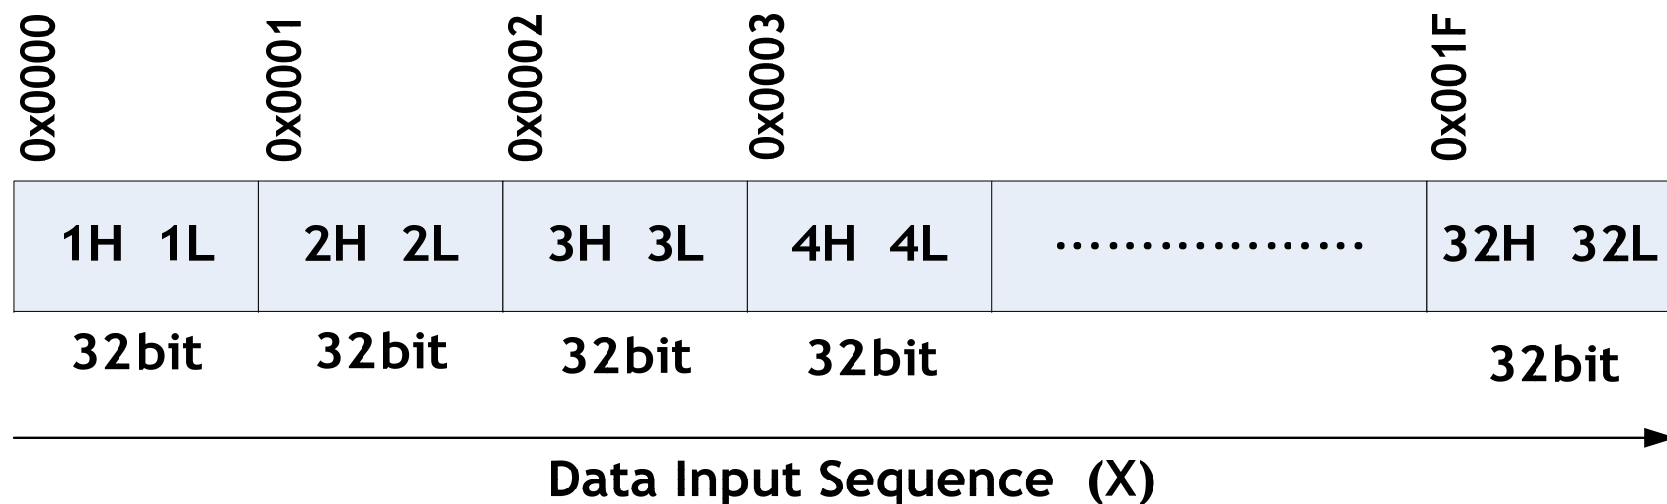 0x0000 0x0001 0x0002 0x0003 0x001F
1H 1L 2H 2L 3H 3L 4H 4L .................. 32H 32L
32bit 32bit 32bit 32bit 32bit
Data Input Sequence (X)